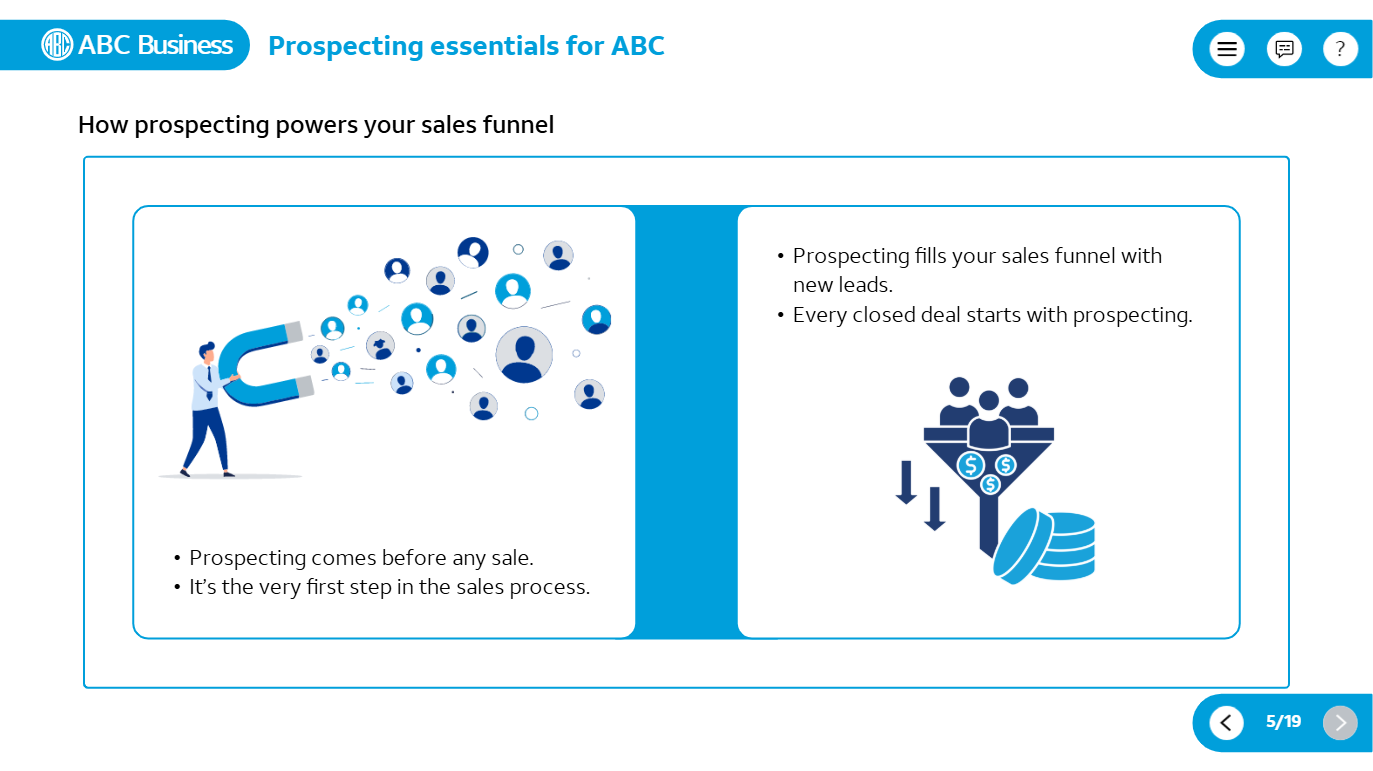 ABC ABC Business
Prospecting essentials for ABC
?
How prospecting powers your sales funnel
• Prospecting comes before any sale.
• It’s the very first step in the sales process.
• Prospecting fills your sales funnel with
new leads.
• Every closed deal starts with prospecting.
$ $
$
5/19